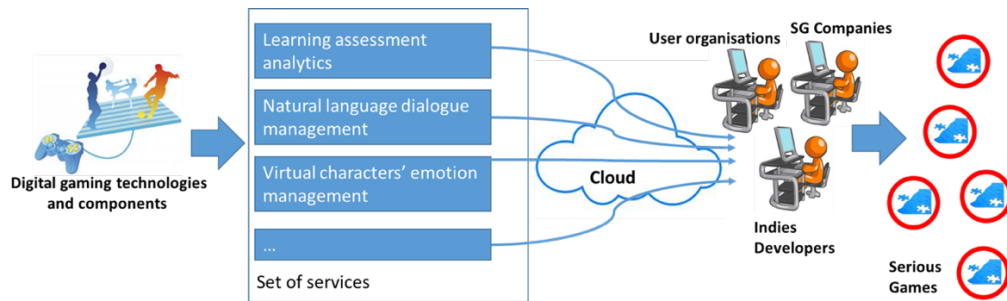 Digital gaming technologies
and components
Learning assessment
analytics
Natural language dialogue
management
Virtual characters’ emotion
management
...
Set of services
Cloud
User organisations
SG Companies
Indies
Developers
Serious
Games